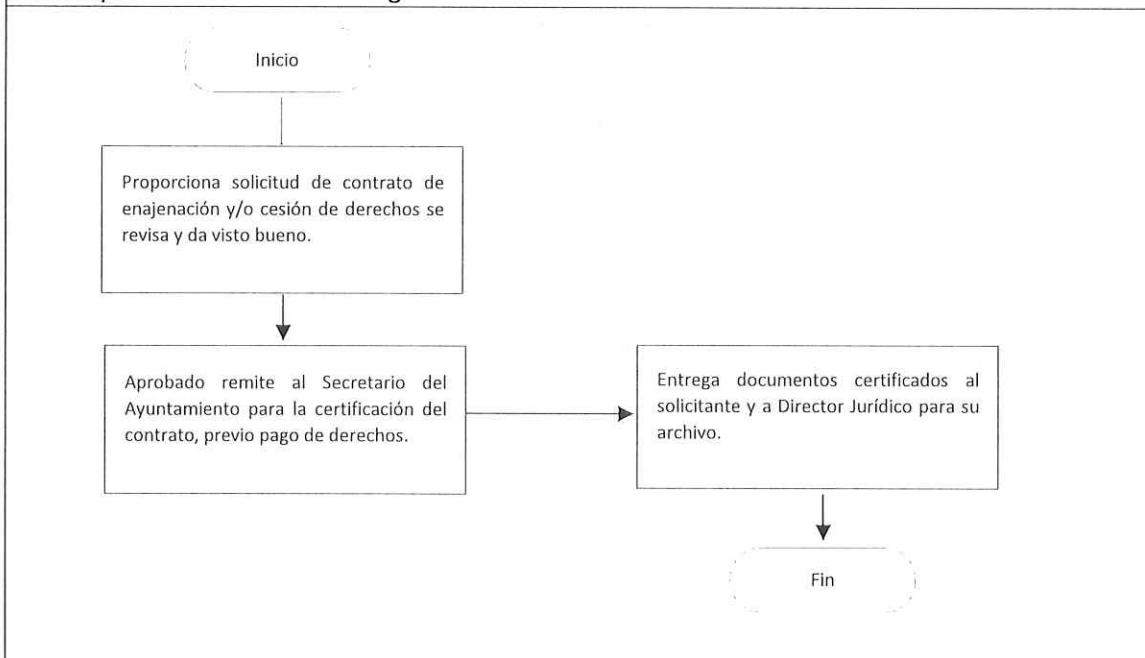 Inicio
Proporciona solicitud de contrato de
enajenación y/o cesión de derechos se
revisa y da visto bueno.
Aprobado remite al Secretario del
Ayuntamiento para la certificación del
contrato, previo pago de derechos.
Entrega documentos certificados al
solicitante y a Director Jurídico para su
archivo.
Fin